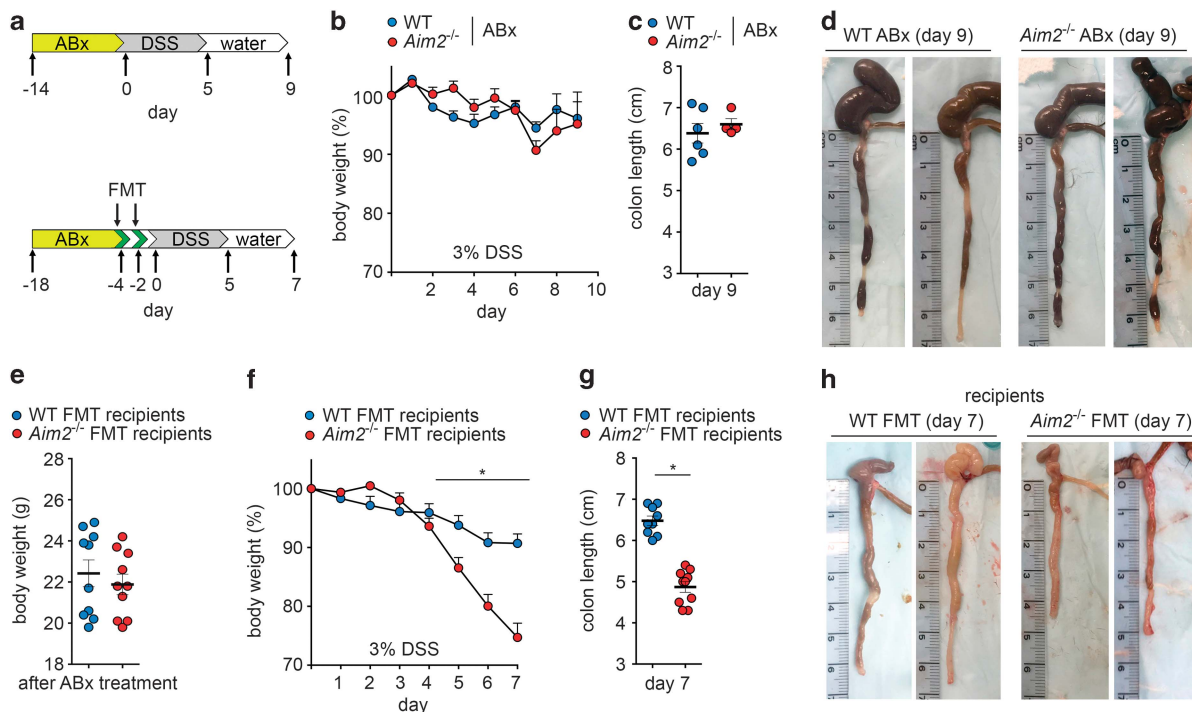 a
ABx DSS water
-14 0 5 9
day
FMT
ABx DSS water
-18 -4 -2 0 5 7
day
b
WT
Aim2-/-
ABx
body weight (%)
100
90
80
70
3% DSS
2 4 6 8 10
day
c
WT
Aim2-/-
ABx
colon length (cm)
8
7
6
5
4
3
day 9
d
WT ABx (day 9) Aim2-/- ABx (day 9)
e
WT FMT recipients
Aim2-/- FMT recipients
body weight (g)
28
26
24
22
20
18
after ABx treatment
f
WT FMT recipients
Aim2-/- FMT recipients
body weight (%)
100
90
80
70
*
3% DSS
1 2 3 4 5 6 7
day
g
WT FMT recipients
Aim2-/- FMT recipients
colon length (cm)
8
7
6
5
4
3
*
day 7
h
recipients
WT FMT (day 7) Aim2-/- FMT (day 7)